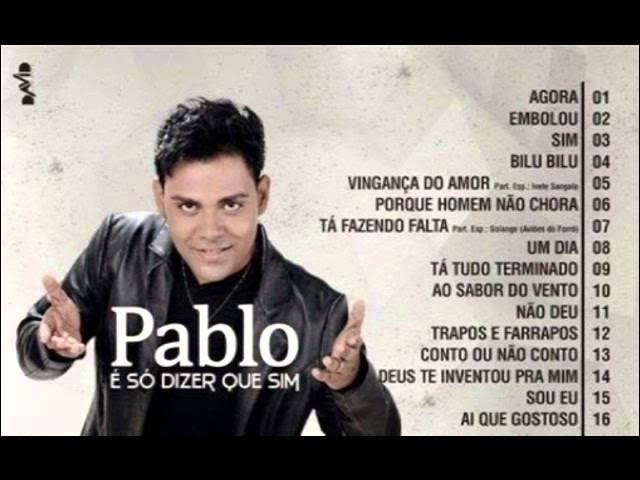 DAVID
AGORA 01
EMBOLOU 02
SIM 03
BILU BILU 04
VINGANÇA DO AMOR Part. Esp.: Ivete Sangalo 05
PORQUE HOMEM NÃO CHORA 06
TÁ FAZENDO FALTA Part. Esp.: Solange (Aviões do Forró) 07
UM DIA 08
TÁ TUDO TERMINADO 09
AO SABOR DO VENTO 10
NÃO DEU 11
TRAPOS E FARRAPOS 12
CONTO OU NÃO CONTO 13
DEUS TE INVENTOU PRA MIM 14
SOU EU 15
AI QUE GOSTOSO 16
Pablo
É SÓ DIZER QUE SIM